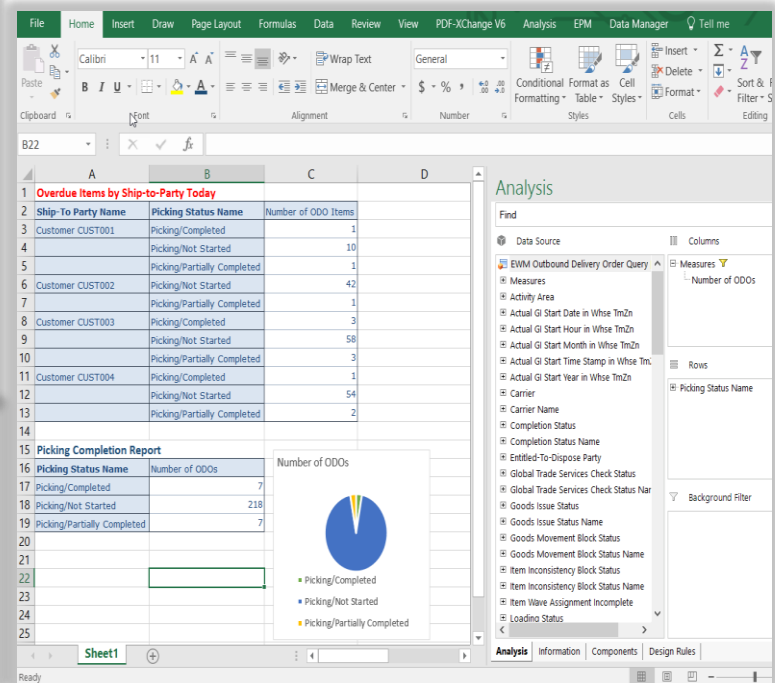 File Home Insert Draw Page Layout Formulas Data Review View PDF-XChange V6 Analysis EPM Data Manager Tell me
Calibri 11 A A Wrap Text General Insert Σ
Paste B I U A Merge & Center $ % , Conditional Format as Cell Delete Sort &
Formatting Table Styles Format Filter
Clipboard Font Alignment Number Styles Cells Editing
B22 fx
A B C D
1 Overdue Items by Ship-to-Party Today
2 Ship-To Party Name Picking Status Name Number of ODO Items
3 Customer CUST001 Picking/Completed 1
4 Picking/Not Started 10
5 Picking/Partially Completed 1
6 Customer CUST002 Picking/Not Started 42
7 Picking/Partially Completed 1
8 Customer CUST003 Picking/Completed 3
9 Picking/Not Started 58
10 Picking/Partially Completed 3
11 Customer CUST004 Picking/Completed 1
12 Picking/Not Started 54
13 Picking/Partially Completed 2
14
15 Picking Completion Report
16 Picking Status Name Number of ODOs
17 Picking/Completed 7
18 Picking/Not Started 218
19 Picking/Partially Completed 7
20
21
22
23
24
25
Number of ODOs
Picking/Completed
Picking/Not Started
Picking/Partially Completed
Sheet1
Ready
Analysis
Find
Data Source
EWM Outbound Delivery Order Query
Measures
Activity Area
Actual GI Start Date in Whse TmZn
Actual GI Start Hour in Whse TmZn
Actual GI Start Month in Whse TmZn
Actual GI Start Time Stamp in Whse Tm
Actual GI Start Year in Whse TmZn
Carrier
Carrier Name
Completion Status
Completion Status Name
Entitled-To-Dispose Party
Global Trade Services Check Status
Global Trade Services Check Status Nar
Goods Issue Status
Goods Issue Status Name
Goods Movement Block Status
Goods Movement Block Status Name
Item Inconsistency Block Status
Item Inconsistency Block Status Name
Item Wave Assignment Incomplete
Loading Status
Columns
Measures
Number of ODOs
Rows
Picking Status Name
Background Filter
Analysis Information Components Design Rules